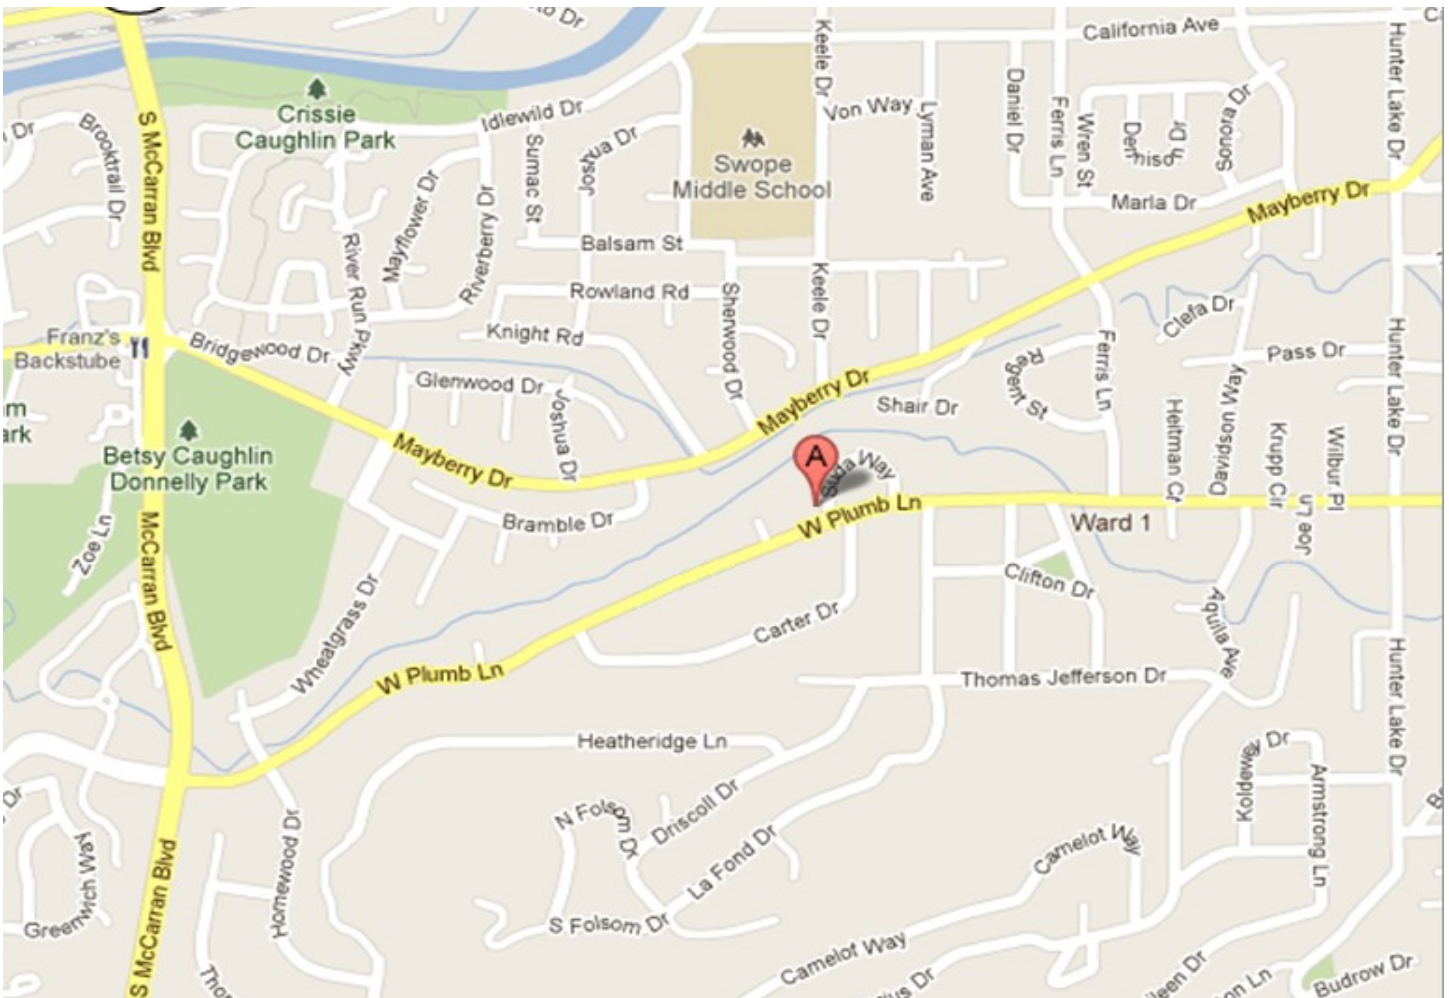 California Ave
Keele Dr
Hunter Lake Dr
Idlewild Dr
Von Way
Lyman Ave
Daniel Dr
Ferris Ln
Wren St
Sonora Dr
S McCarran Blvd
Brooktrail Dr
Crissie
Caughlin Park
Sumac St
Joshua Dr
Swope
Middle School
Marla Dr
Mayberry Dr
Wayflower Dr
Riverberry Dr
River Run Pkwy
Balsam St
Rowland Rd
Sherwood Dr
Keele Dr
Clefa Dr
Franz's
Backstube
Bridgewood Dr
Knight Rd
Ferris Ln
Pass Dr
Hunter Lake Dr
Glenwood Dr
Joshua Dr
Mayberry Dr
Shair Dr
Regent St
Davidson Way
Betsy Caughlin
Donnelly Park
Mayberry Dr
A
Heitman Cr
Krupp Cir
Wilbur Pl
Bramble Dr
W Plumb Ln
Ward 1
Joe Ln
Zoe Ln
McCarran Blvd
Wheatgrass Dr
Clifton Dr
Carter Dr
Aquila Ave
W Plumb Ln
Thomas Jefferson Dr
Hunter Lake Dr
Heatheridge Ln
Koldewey Dr
Armstrong Ln
N Folsom Dr
Driscoll Dr
La Fond Dr
Camelot Way
Greenwich Way
Homewood Dr
S McCarran Blvd
S Folsom Dr
Camelot Way
Budrow Dr